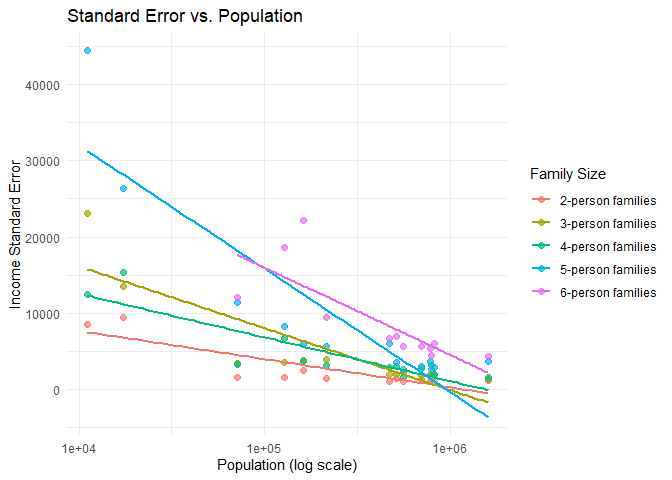 Standard Error vs. Population
Income Standard Error
40000
30000
20000
10000
0
1e+04
1e+05
1e+06
Population (log scale)
Family Size
2-person families
3-person families
4-person families
5-person families
6-person families